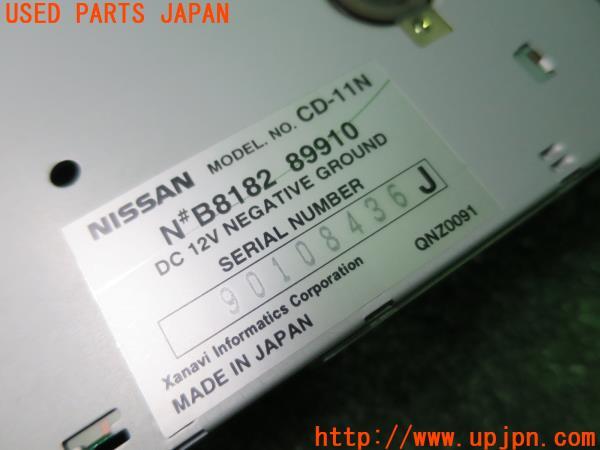 USED PARTS JAPAN
NISSAN MODEL. NO. CD-11N
N# B8182 89910
DC 12V NEGATIVE GROUND
SERIAL NUMBER
90108436 J
Xanavi Informatics Corporation QNZ0091
MADE IN JAPAN
http://www.upjpn.com/